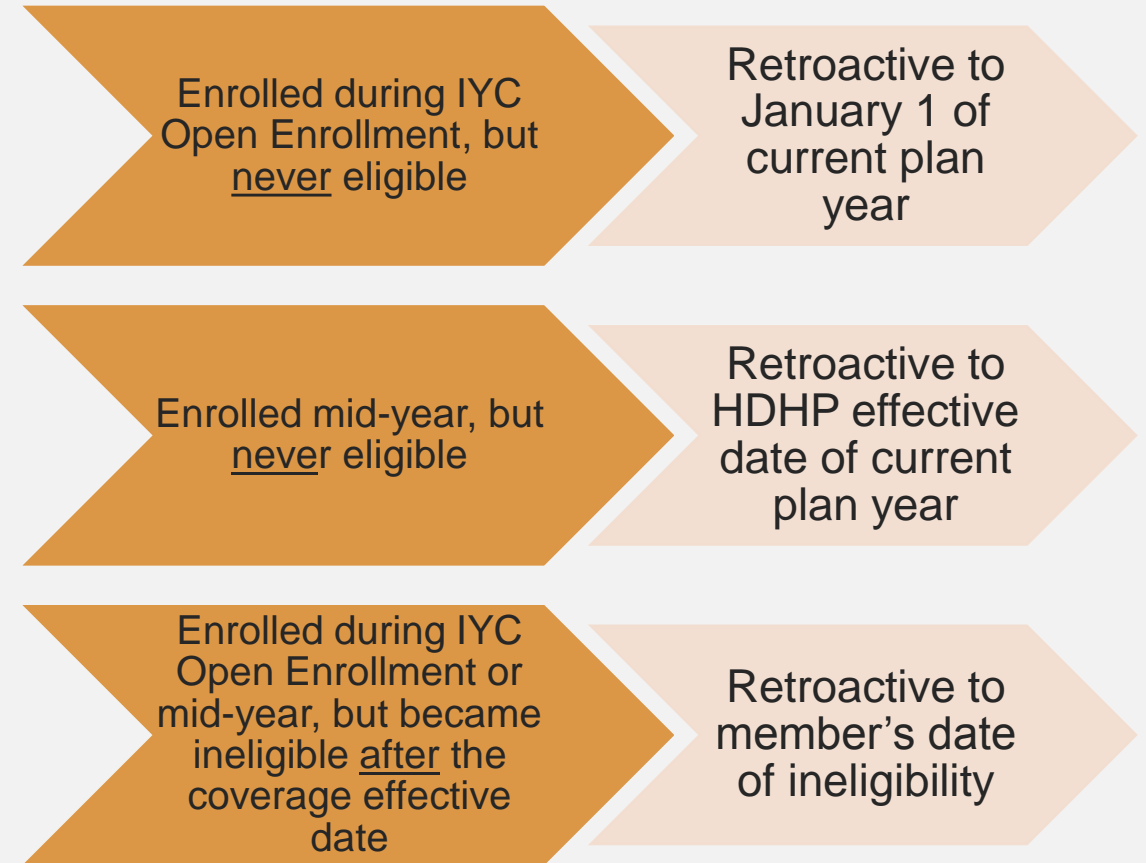 Enrolled during IYC
Open Enrollment, but
never eligible
Retroactive to
January 1 of
current plan
year
Enrolled mid-year, but
never eligible
Retroactive to
HDHP effective
date of current
plan year
Enrolled during IYC
Open Enrollment or
mid-year, but became
ineligible after the
coverage effective
date
Retroactive to
member’s date
of ineligibility